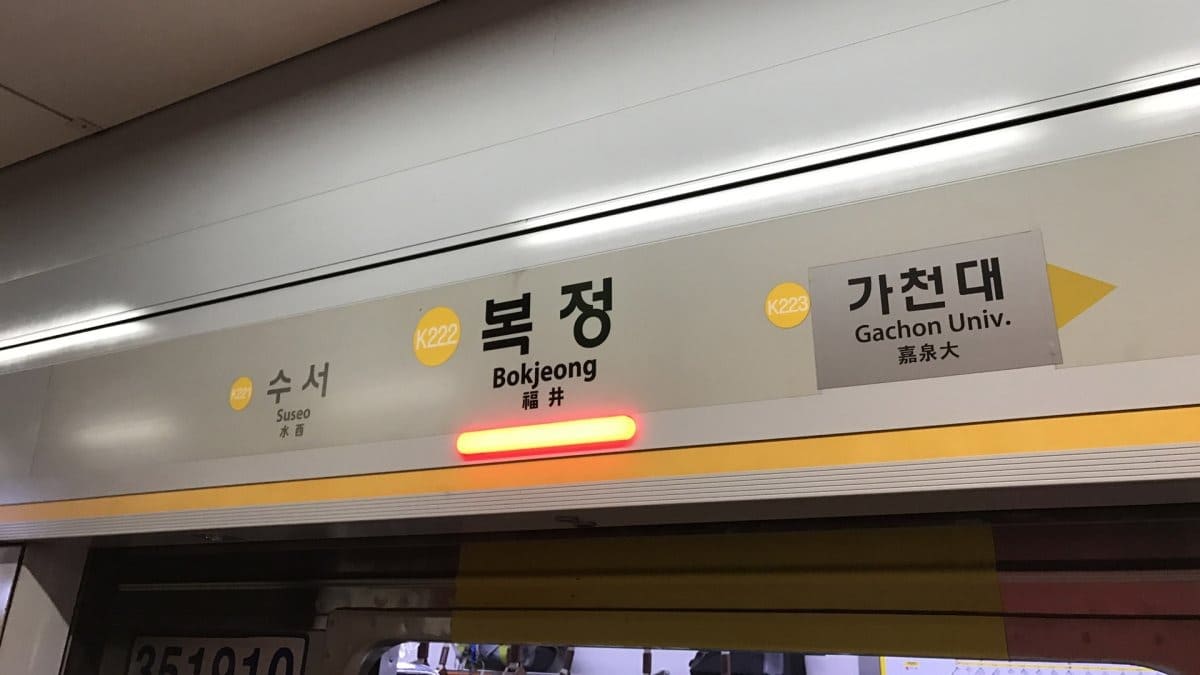 K221
수서
Suseo
水西
K222
복정
Bokjeong
福井
K223
가천대
Gachon Univ.
嘉泉大
351910